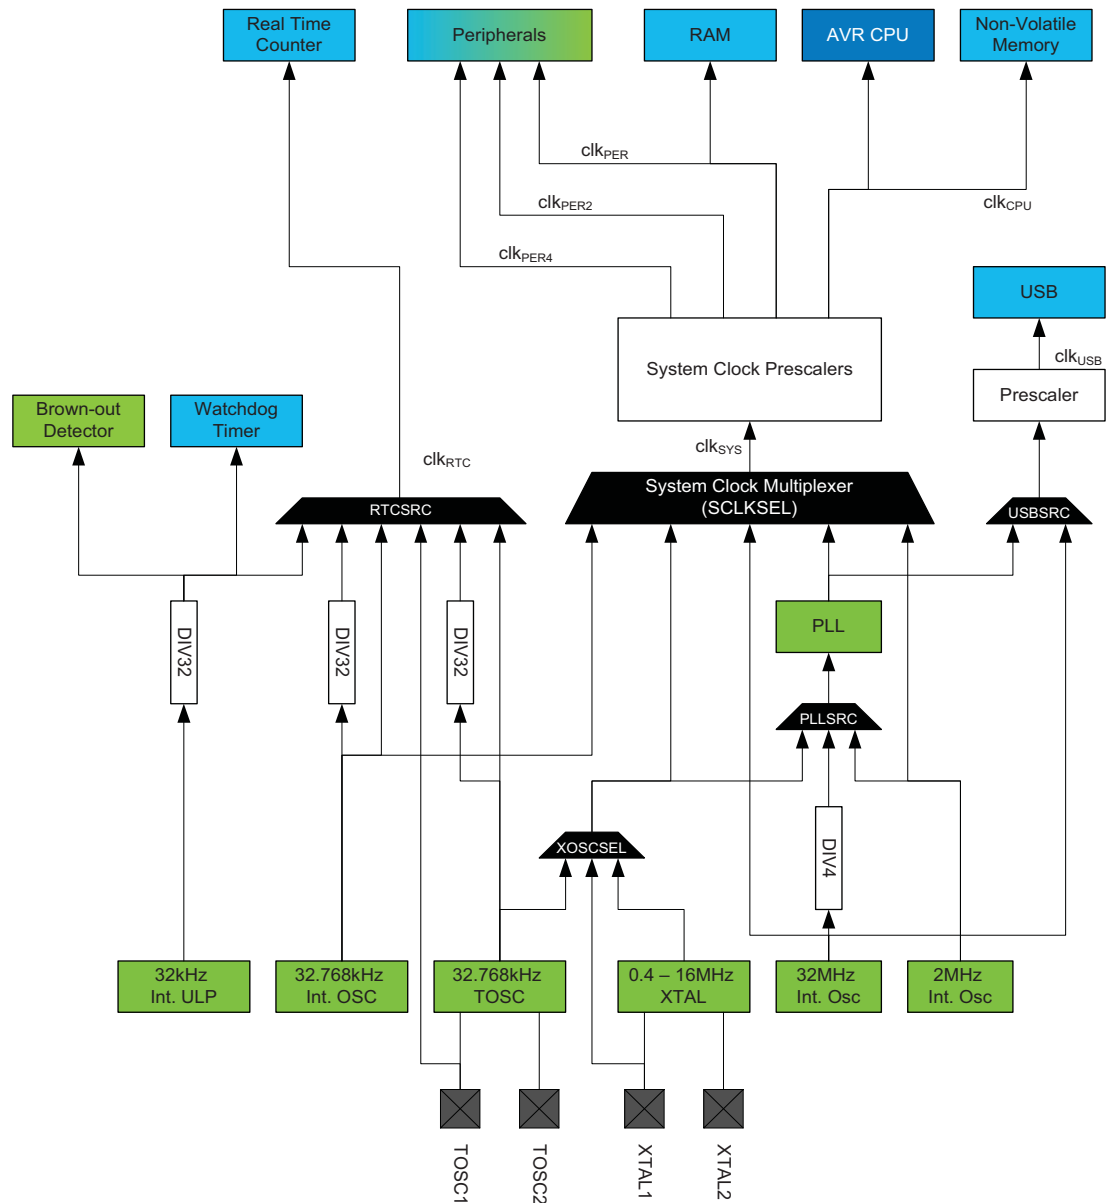 Real Time
Counter
Peripherals
RAM
AVR CPU
Non-Volatile
Memory
clkPER
clkPER2
clkCPU
clkPER4
USB
System Clock Prescalers
clkUSB
Prescaler
Brown-out
Detector
Watchdog
Timer
clkRTC
clkSYS
System Clock Multiplexer
(SCLKSEL)
RTCSRC
USBSRC
DIV32
DIV32
DIV32
PLL
PLLSRC
XOSCSEL
DIV4
32kHz
Int. ULP
32.768kHz
Int. OSC
32.768kHz
TOSC
0.4 – 16MHz
XTAL
32MHz
Int. Osc
2MHz
Int. Osc
TOSC1
TOSC2
XTAL1
XTAL2